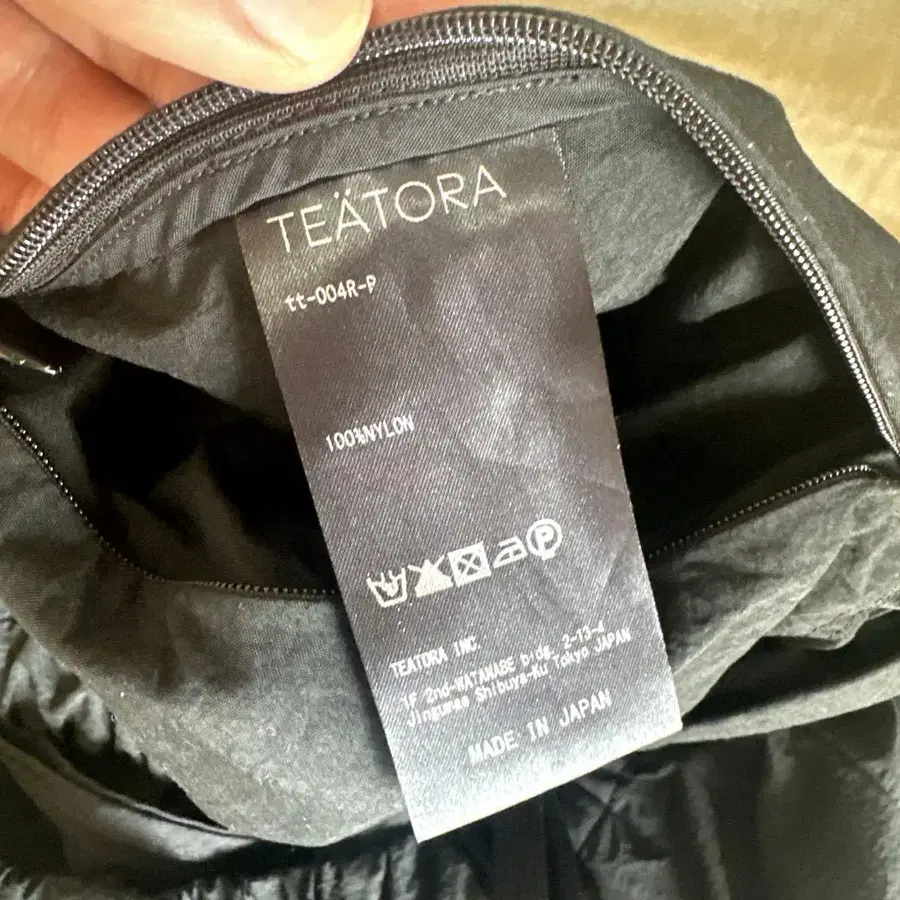 TEÄTORA
tt-004R-P
100%NYLON
P
TEATORA INC.
1F 2nd-WATANABE bldg. 2-13-4
Jingumae Shibuya-Ku Tokyo JAPAN
MADE IN JAPAN